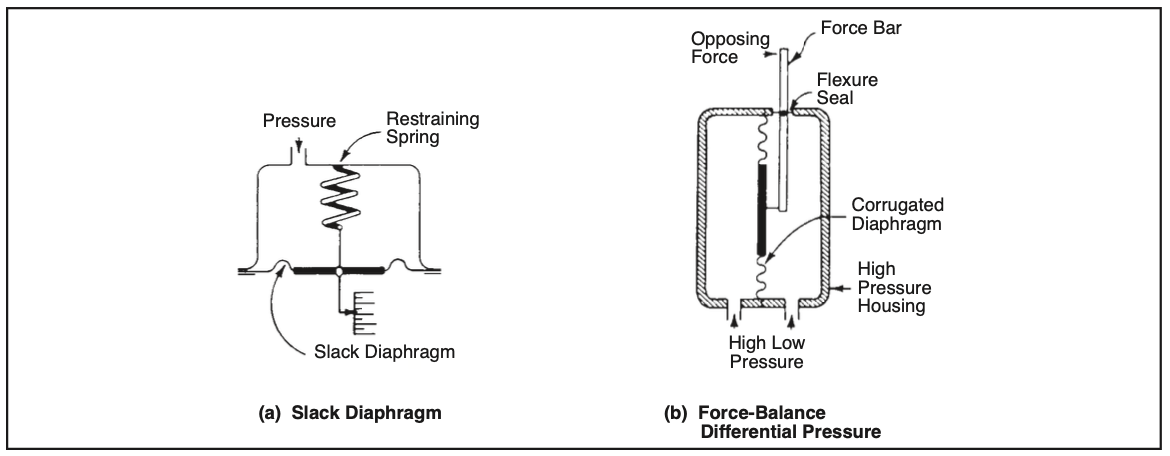 Pressure
Restraining
Spring
Slack Diaphragm
(a) Slack Diaphragm
Opposing
Force
Force Bar
Flexure
Seal
Corrugated
Diaphragm
High
Pressure
Housing
High Low
Pressure
(b) Force-Balance
Differential Pressure